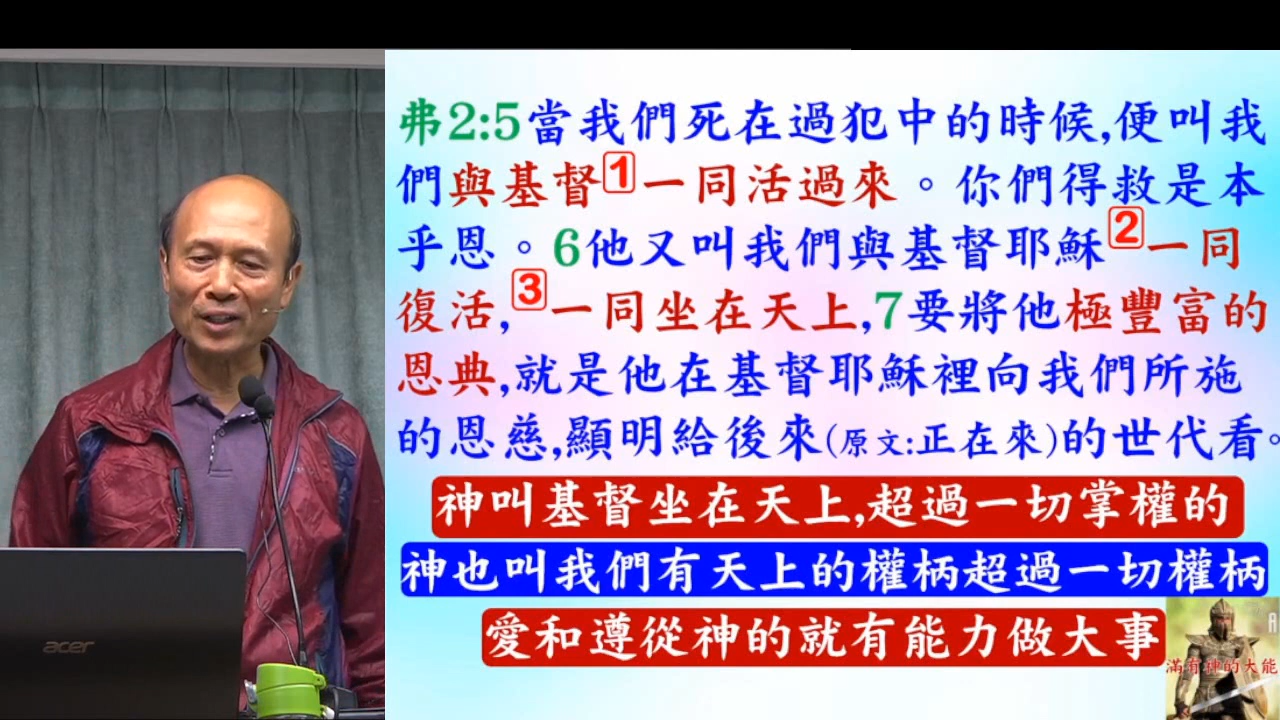 弗2:5當我們死在過犯中的時候,便叫我
們與基督1一同活過來。你們得救是本
乎恩。6他又叫我們與基督耶穌2一同
復活,3一同坐在天上,7要將他極豐富的
恩典,就是他在基督耶穌裡向我們所施
的恩慈,顯明給後來(原文:正在來)的世代看。
神叫基督坐在天上,超過一切掌權的
神也叫我們有天上的權柄超過一切權柄
愛和遵從神的就有能力做大事
滿有神的大能
acer